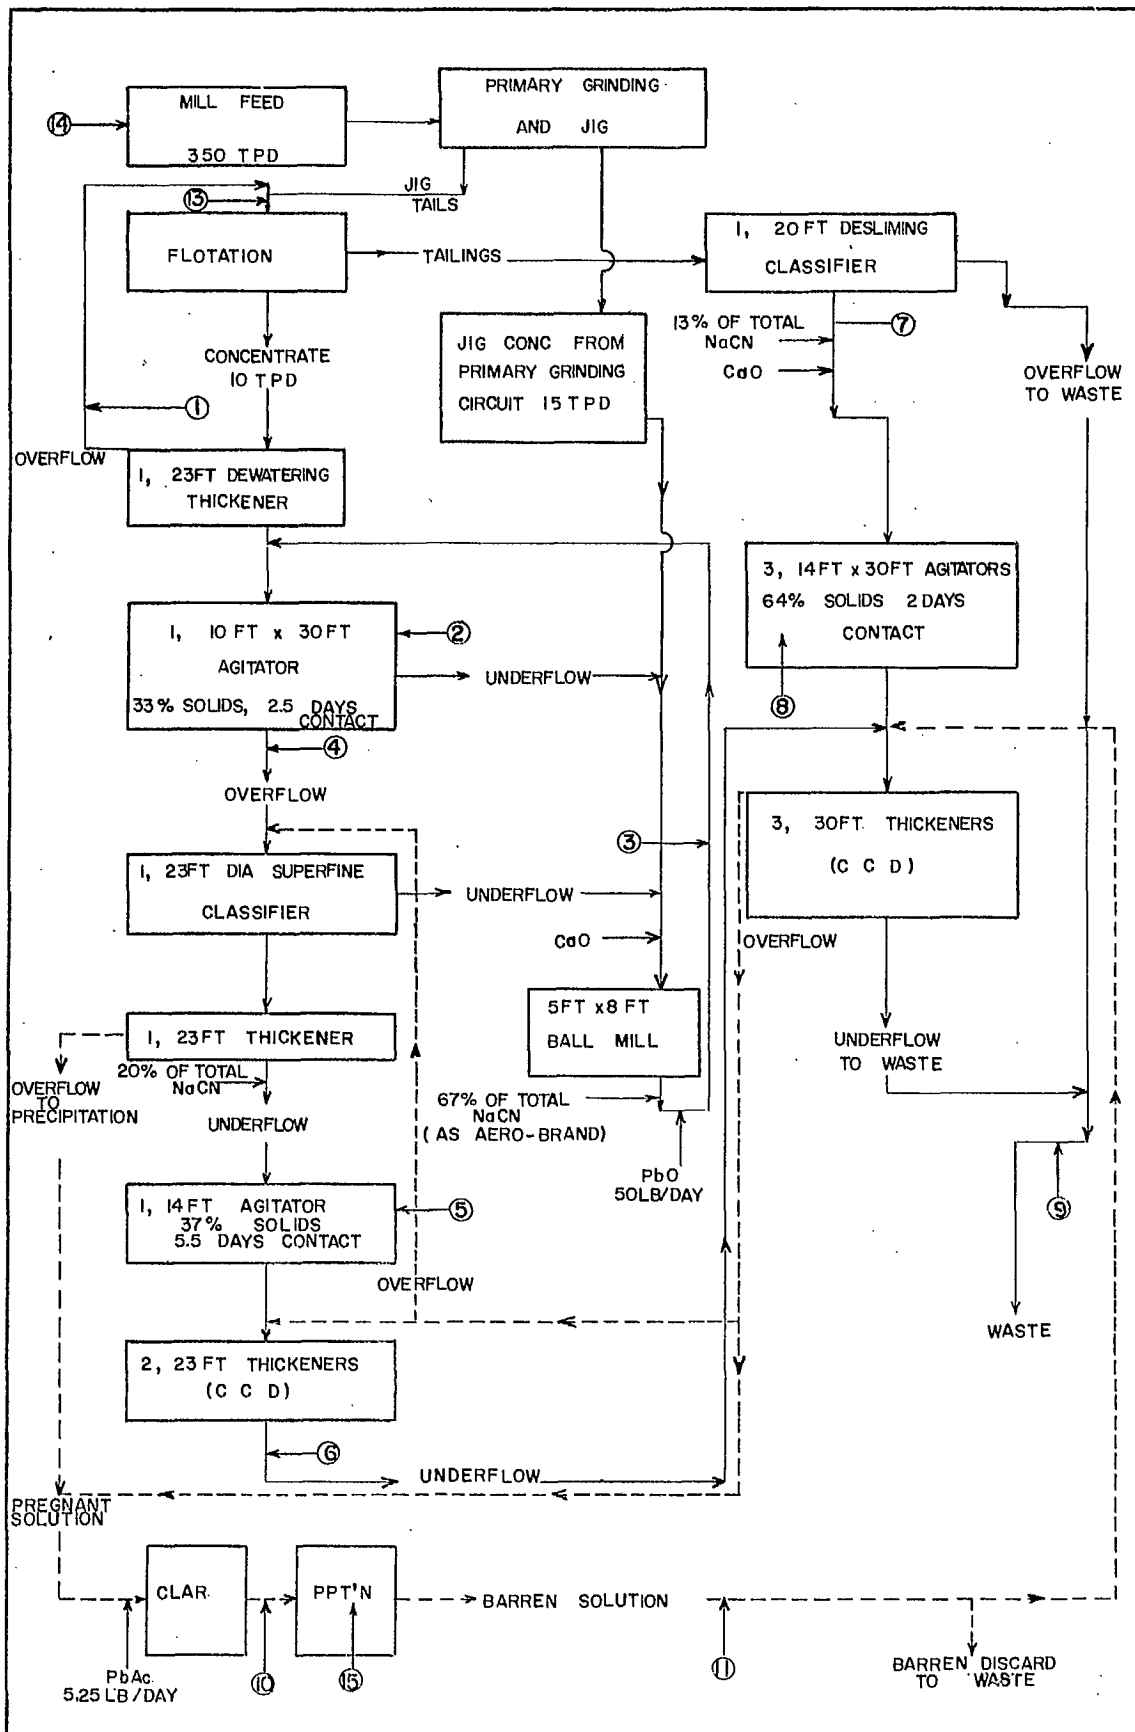 MILL FEED
350 TPD
PRIMARY GRINDING
AND JIG
14
JIG
TAILS
13
FLOTATION
TAILINGS
1, 20FT DESLIMING
CLASSIFIER
CONCENTRATE
10 TPD
1
OVERFLOW
JIG CONC FROM
PRIMARY GRINDING
CIRCUIT 15 TPD
13% OF TOTAL
NaCN
7
CaO
OVERFLOW
TO WASTE
1, 23FT DEWATERING
THICKENER
3, 14FT x 30FT AGITATORS
64% SOLIDS 2 DAYS
CONTACT
8
1, 10 FT x 30 FT
AGITATOR
33% SOLIDS, 2.5 DAYS
CONTACT
2
UNDERFLOW
4
OVERFLOW
3
3, 30FT. THICKENERS
(C C D)
OVERFLOW
1, 23FT DIA SUPERFINE
CLASSIFIER
UNDERFLOW
CaO
5FT x8 FT
BALL MILL
UNDERFLOW
TO WASTE
1, 23FT THICKENER
OVERFLOW
TO
PRECIPITATION
20% OF TOTAL
NaCN
UNDERFLOW
67% OF TOTAL
NaCN
(AS AERO-BRAND)
PbO
50LB/DAY
1, 14FT AGITATOR
37% SOLIDS
5.5 DAYS CONTACT
5
9
OVERFLOW
WASTE
2, 23 FT THICKENERS
(C C D)
6
UNDERFLOW
PREGNANT
SOLUTION
CLAR.
PPT'N
BARREN SOLUTION
PbAc
5.25 LB/DAY
10
15
11
BARREN DISCARD
TO WASTE